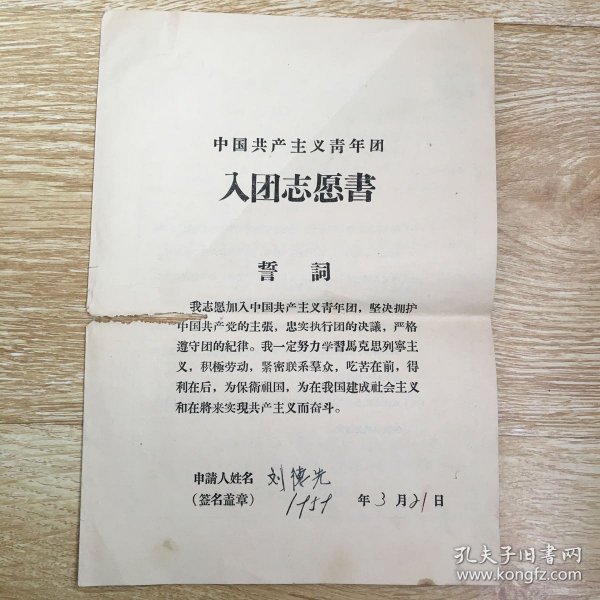 中国共产主义青年团
入团志愿書
誓詞
我志愿加入中国共产主义青年团，坚决拥护
中国共产党的主張，忠实执行团的决議，严格
遵守团的紀律。我一定努力学習馬克思列宁主
义，积極劳动，緊密联系羣众，吃苦在前，得
利在后，为保衛祖国，为在我国建成社会主义
和在將来实現共产主义而奋斗。
申請人姓名 刘德先
(签名盖章) 1959 年 3 月 21 日
孔夫子旧書网
www.kongfz.com